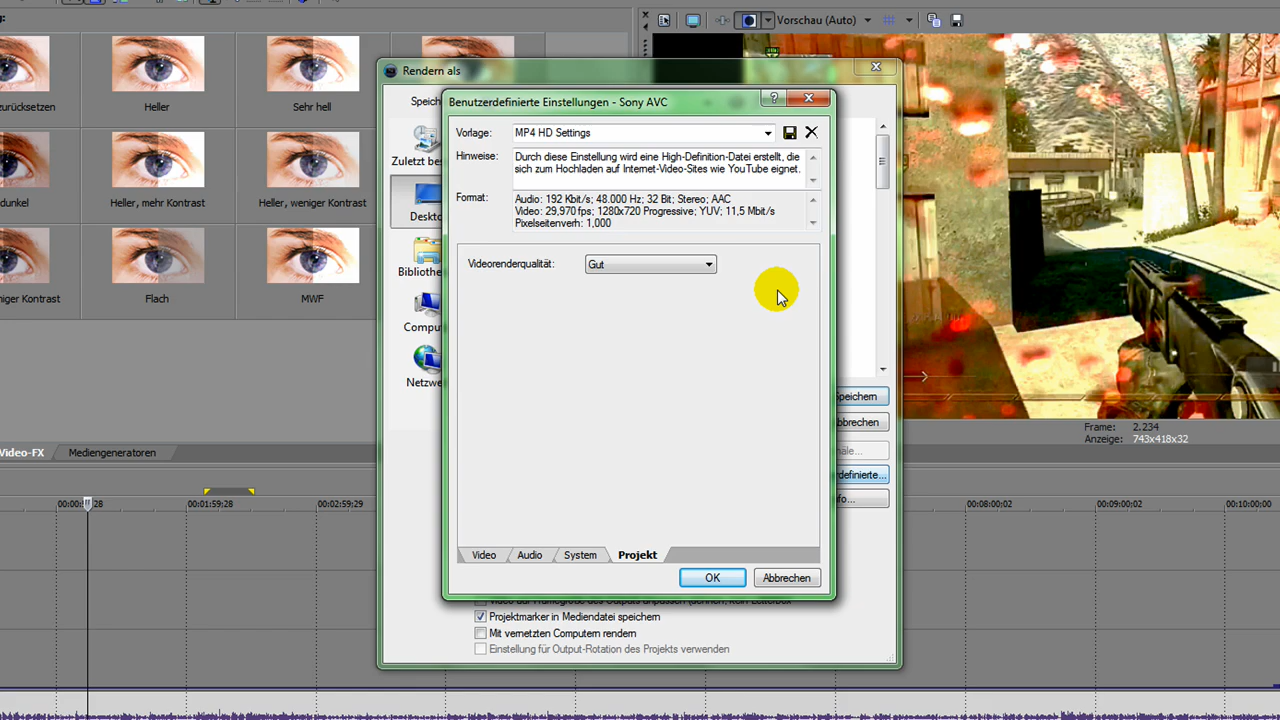 Vorschau (Auto)
zurücksetzen
Heller
Sehr hell
dunkel
Heller, mehr Kontrast
Heller, weniger Kontrast
niger Kontrast
Flach
MWF
Rendern als
Speich
Zuletzt be
Deskto
Bibliothe
Compu
Netzwe
Benutzerdefinierte Einstellungen - Sony AVC
Vorlage:
MP4 HD Settings
Hinweise:
Durch diese Einstellung wird eine High-Definition-Datei erstellt, die
sich zum Hochladen auf Internet-Video-Sites wie YouTube eignet.
Format:
Audio: 192 Kbit/s; 48.000 Hz; 32 Bit; Stereo; AAC
Video: 29,970 fps; 1280x720 Progressive; YUV; 11,5 Mbit/s
Pixelseitenverh: 1,000
Videorenderqualität:
Gut
Video
Audio
System
Projekt
OK
Abbrechen
peichern
bbrechen
näle...
definierte...
nfo...
Projektmarker in Mediendatei speichern
Mit vernetzten Computern rendern
Einstellung für Output-Rotation des Projekts verwenden
Frame: 2.234
Anzeige: 743x418x32
Video-FX
Mediengeneratoren
00:01:59;28
00:02:59;29
00:08:00;02
00:09:00;02
00:10:00;00